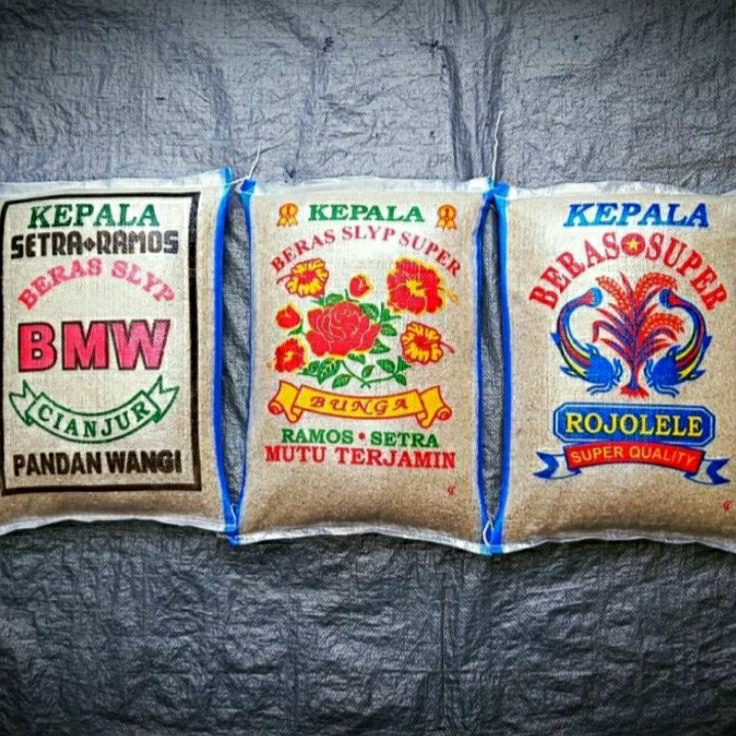 KEPALA
SETRA RAMOS
BERAS SLYP
BMW
CIANJUR
PANDAN WANGI
KEPALA
BERAS SLYP SUPER
BUNGA
RAMOS • SETRA
MUTU TERJAMIN
KEPALA
BERAS SUPER
ROJOLELE
SUPER QUALITY